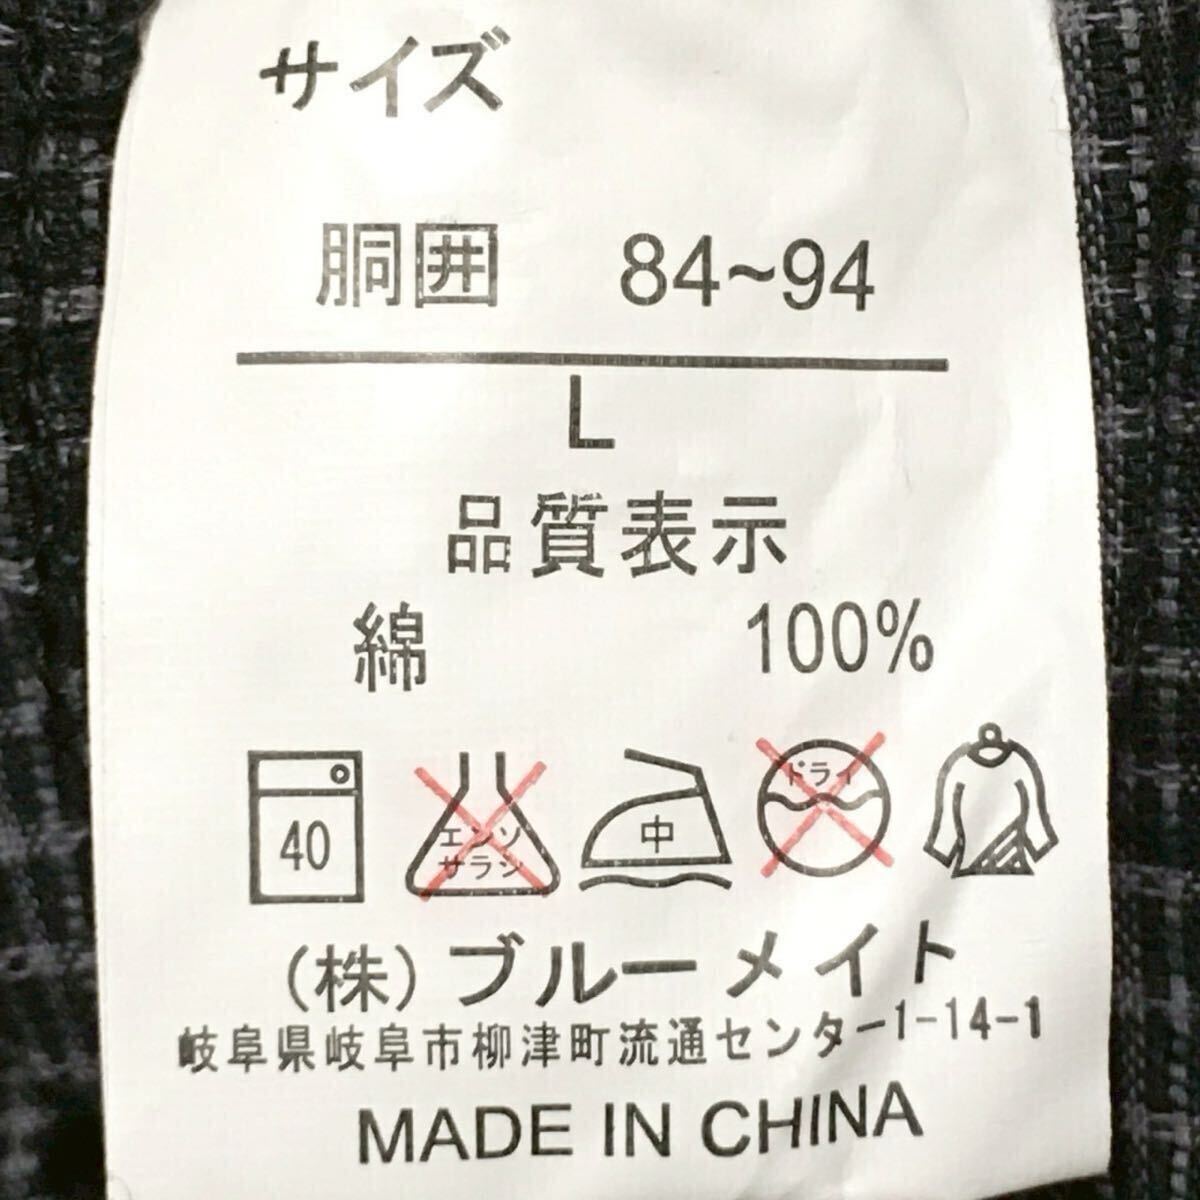 サイズ
胴囲 84~94
L
品質表示
綿 100%
40 エンソサラシ 中 ドライ
(株)ブルーメイト
岐阜県岐阜市柳津町流通センター1-14-1
MADE IN CHINA